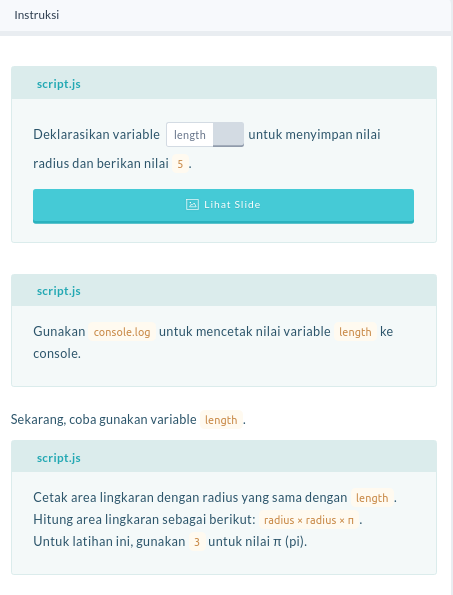 Instruksi
script.js
Deklarasikan variable length untuk menyimpan nilai
radius dan berikan nilai 5 .
Lihat Slide
script.js
Gunakan console.log untuk mencetak nilai variable length ke
console.
Sekarang, coba gunakan variable length .
script.js
Cetak area lingkaran dengan radius yang sama dengan length .
Hitung area lingkaran sebagai berikut: radius × radius × π .
Untuk latihan ini, gunakan 3 untuk nilai π (pi).